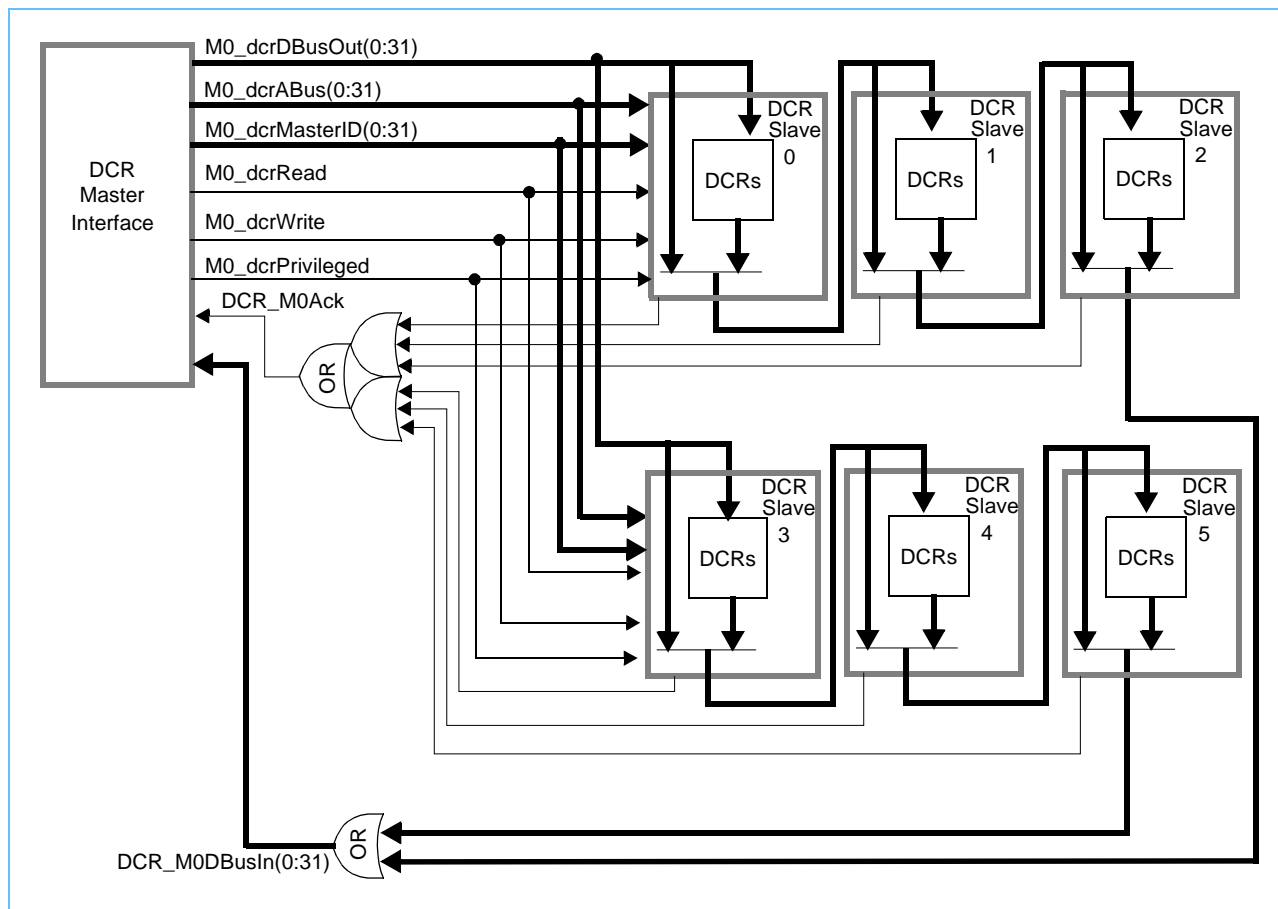 M0_dcrDBusOut(0:31)
M0_dcrABus(0:31)
M0_dcrMasterID(0:31)
M0_dcrRead
M0_dcrWrite
M0_dcrPrivileged
DCR_M0Ack
DCR
Master
Interface
OR
DCR
Slave
0
DCRs
DCR
Slave
1
DCRs
DCR
Slave
2
DCRs
DCR
Slave
3
DCRs
DCR
Slave
4
DCRs
DCR
Slave
5
DCRs
OR
DCR_M0DBusIn(0:31)